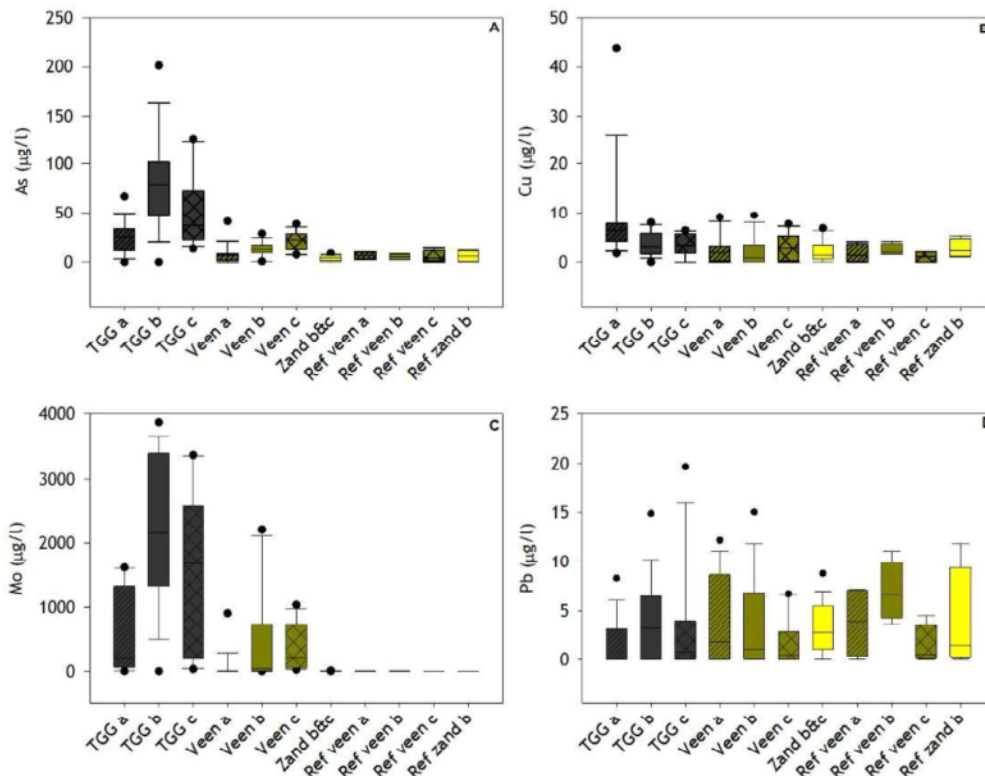 A
As (µg/l)
250
200
150
100
50
0
TGG a
TGG b
TGG c
Veen a
Veen b
Veen c
Zand b&c
Ref veen a
Ref veen b
Ref veen c
Ref zand b
Cu (µg/l)
50
40
30
20
10
0
TGG a
TGG b
TGG c
Veen a
Veen b
Veen c
Zand b&c
Ref veen a
Ref veen b
Ref veen c
Ref zand b
C
Mo (µg/l)
4000
3000
2000
1000
0
TGG a
TGG b
TGG c
Veen a
Veen b
Veen c
Zand b&c
Ref veen a
Ref veen b
Ref veen c
Ref zand b
Pb (µg/l)
25
20
15
10
5
0
TGG a
TGG b
TGG c
Veen a
Veen b
Veen c
Zand b&c
Ref veen a
Ref veen b
Ref veen c
Ref zand b